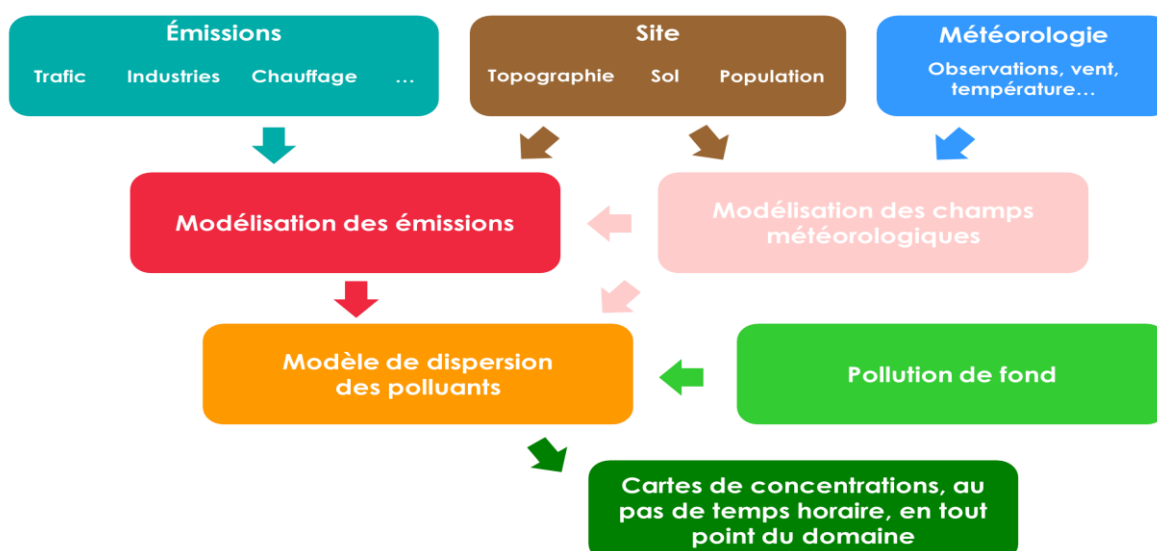 Émissions
Trafic Industries Chauffage ...
Site
Topographie Sol Population
Météorologie
Observations, vent,
température...
Modélisation des émissions
Modélisation des champs
météorologiques
Modèle de dispersion
des polluants
Pollution de fond
Cartes de concentrations, au
pas de temps horaire, en tout
point du domaine